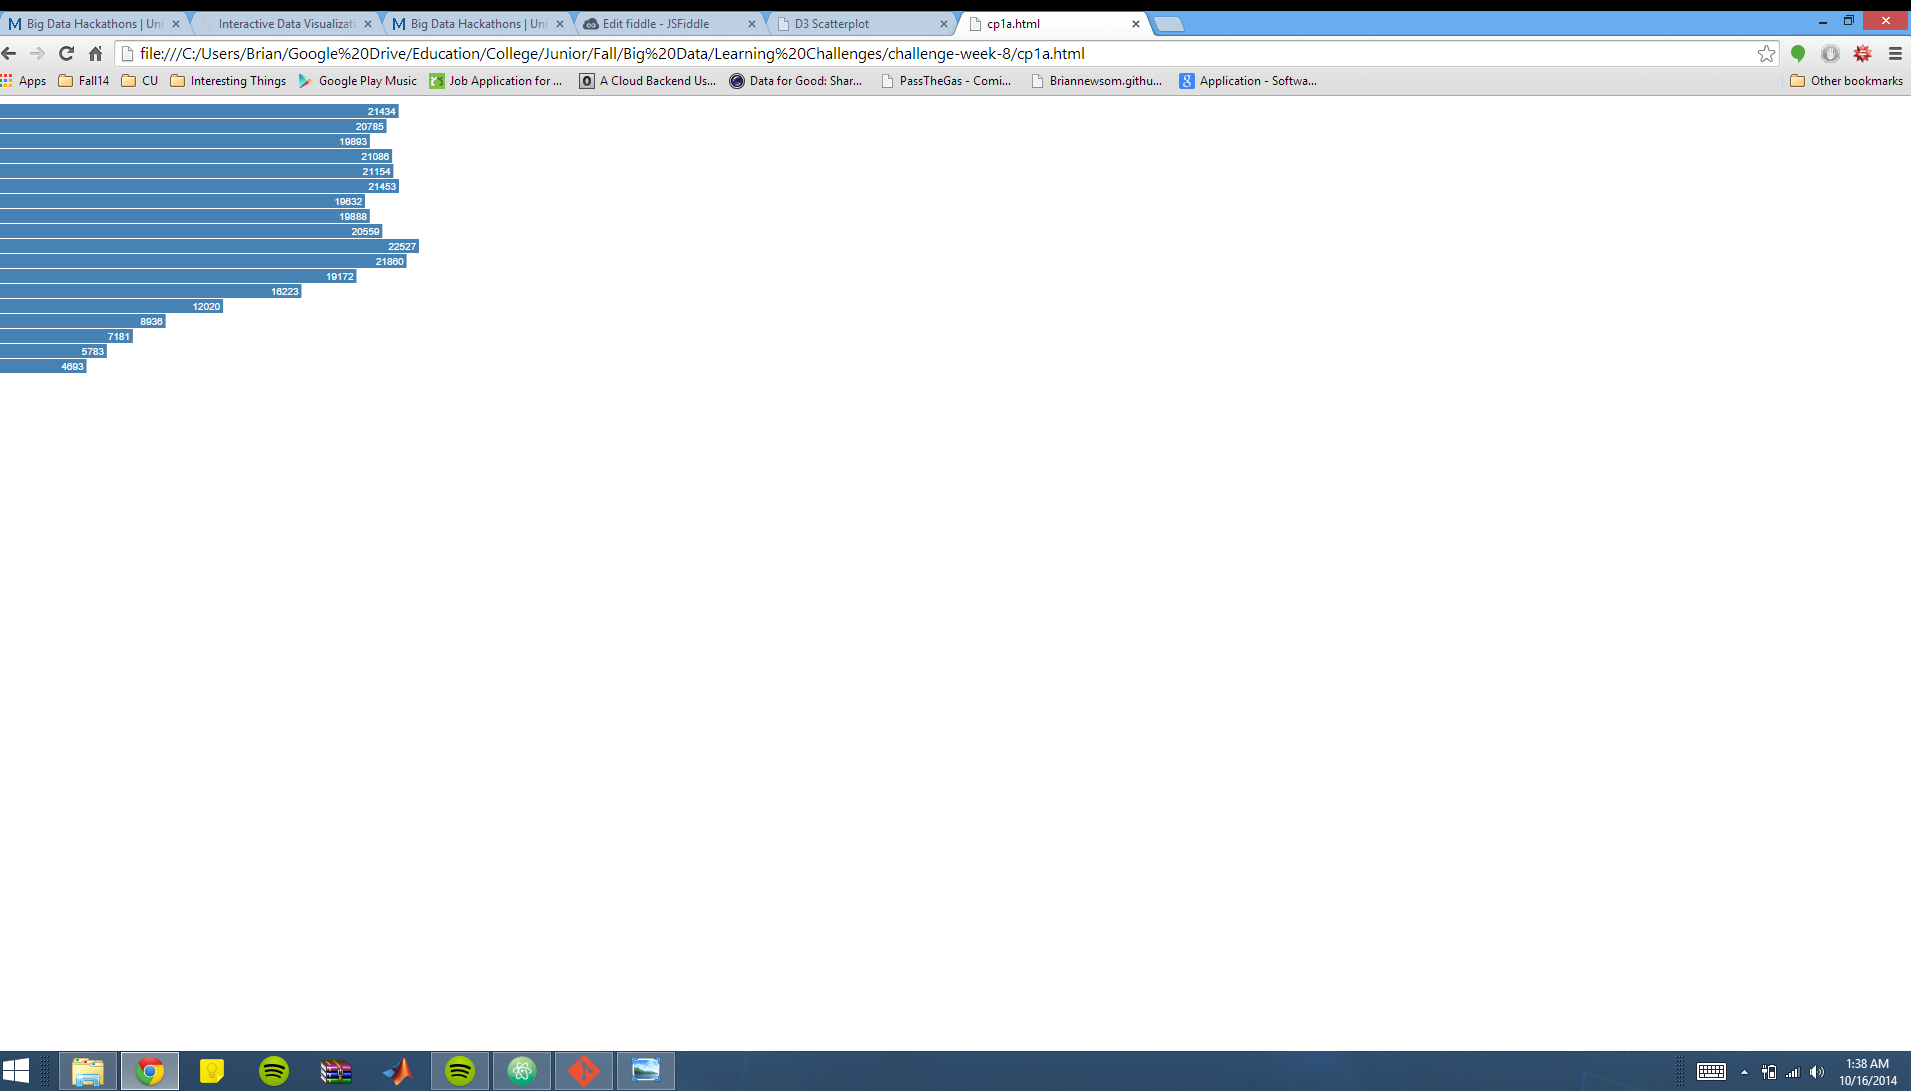 Big Data Hackathons | Uni
Interactive Data Visualizati
Big Data Hackathons | Uni
Edit fiddle - JSFiddle
D3 Scatterplot
cp1a.html
file:///C:/Users/Brian/Google%20Drive/Education/College/Junior/Fall/Big%20Data/Learning%20Challenges/challenge-week-8/cp1a.html
Apps
Fall14
CU
Interesting Things
Google Play Music
Job Application for ...
A Cloud Backend Us...
Data for Good: Shar...
PassTheGas - Comi...
Briannewsom.githu...
Application - Softwa...
Other bookmarks
21434
20785
19893
21086
21154
21453
19632
19888
20559
22527
21860
19172
16223
12020
8936
7181
5783
4693
1:38 AM
10/16/2014